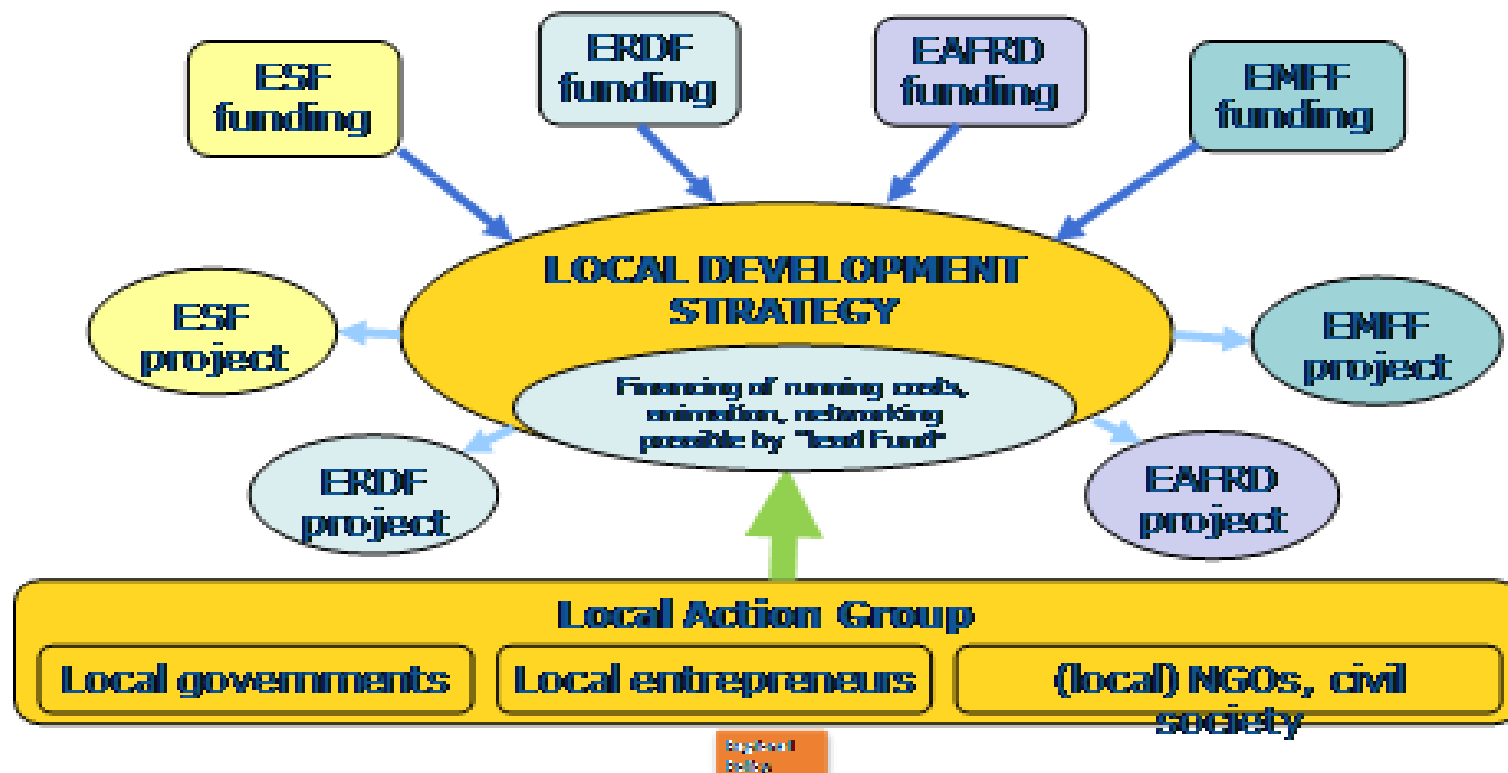 ESF
funding
ERDF
funding
EAFRD
funding
EMFF
funding
LOCAL DEVELOPMENT
STRATEGY
ESF
project
EMFF
project
Financing of running costs,
animation, networking
possible by "lead Fund"
ERDF
project
EAFRD
project
Local Action Group
Local governments
Local entrepreneurs
(local) NGOs, civil
society